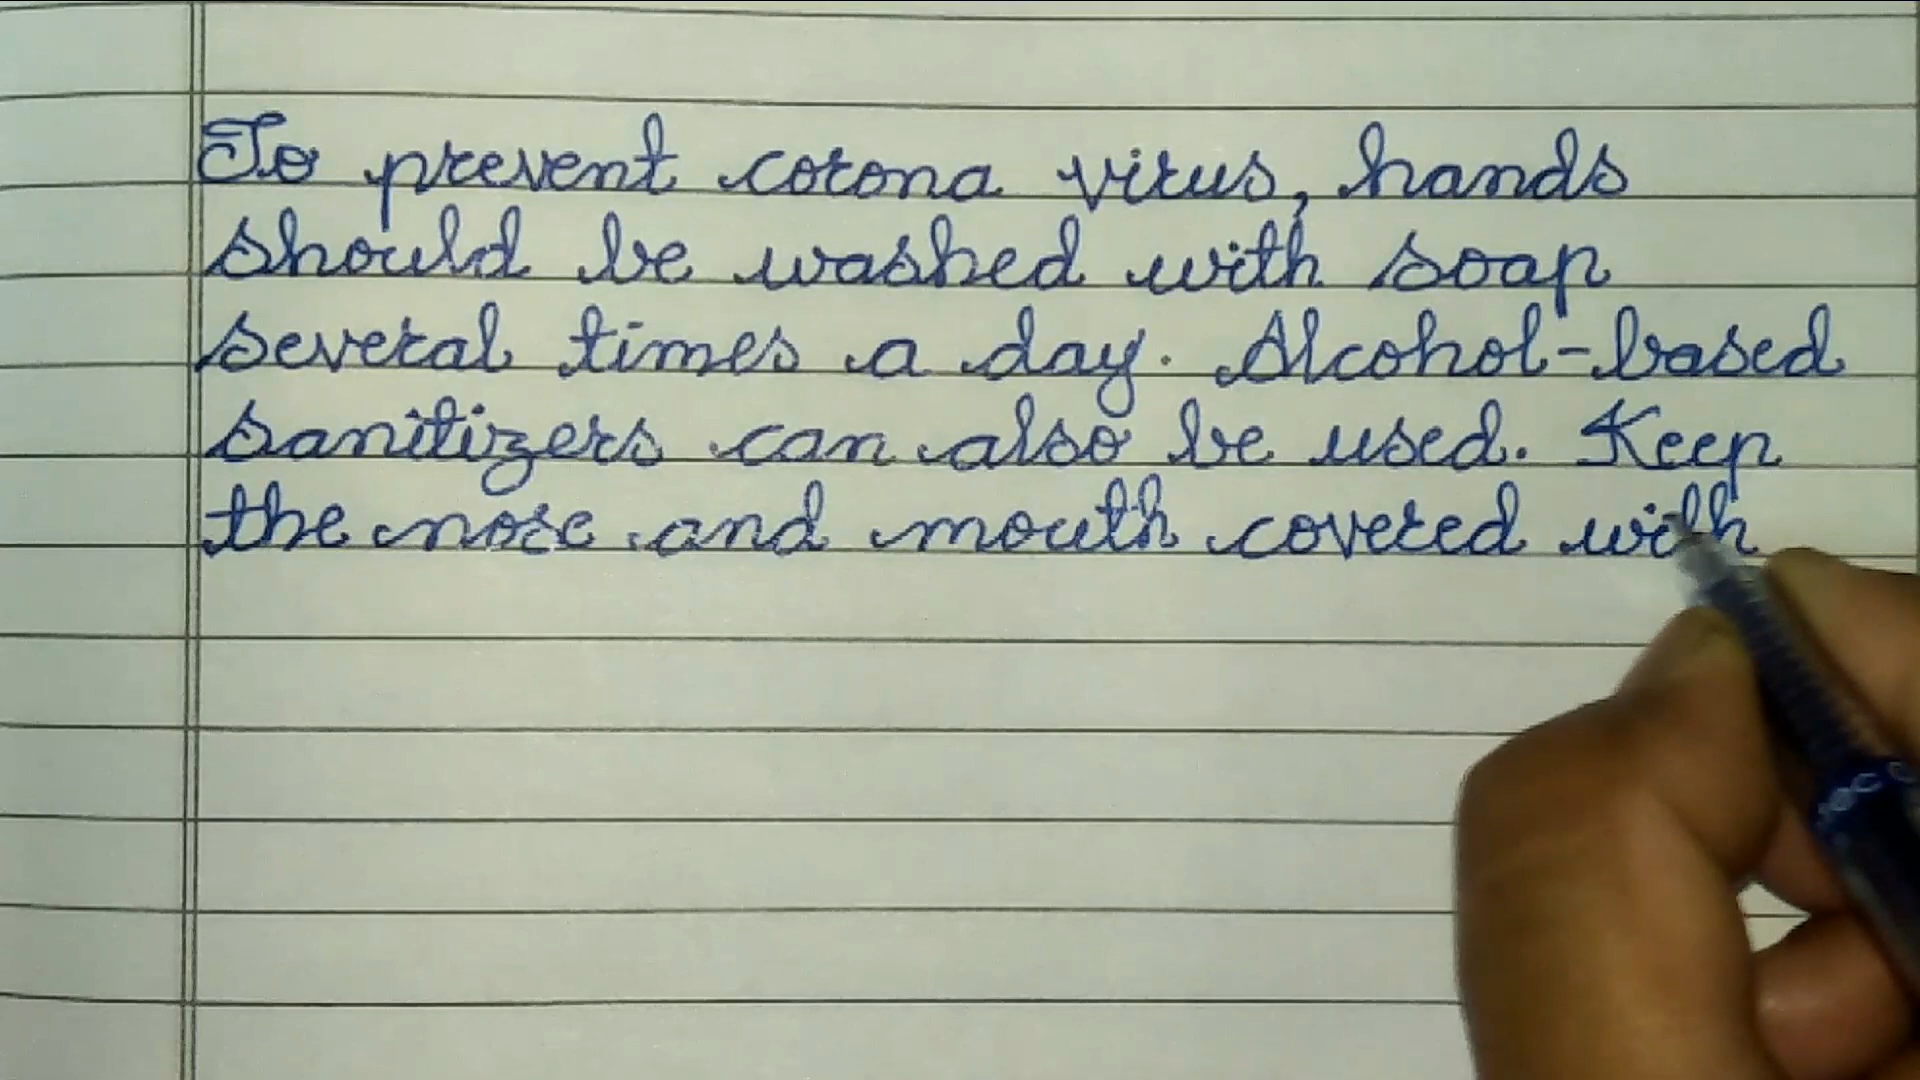 To prevent corona virus, hands
should be washed with soap
several times a day. Alcohol-based
sanitizers can also be used. Keep
the nose and mouth covered with